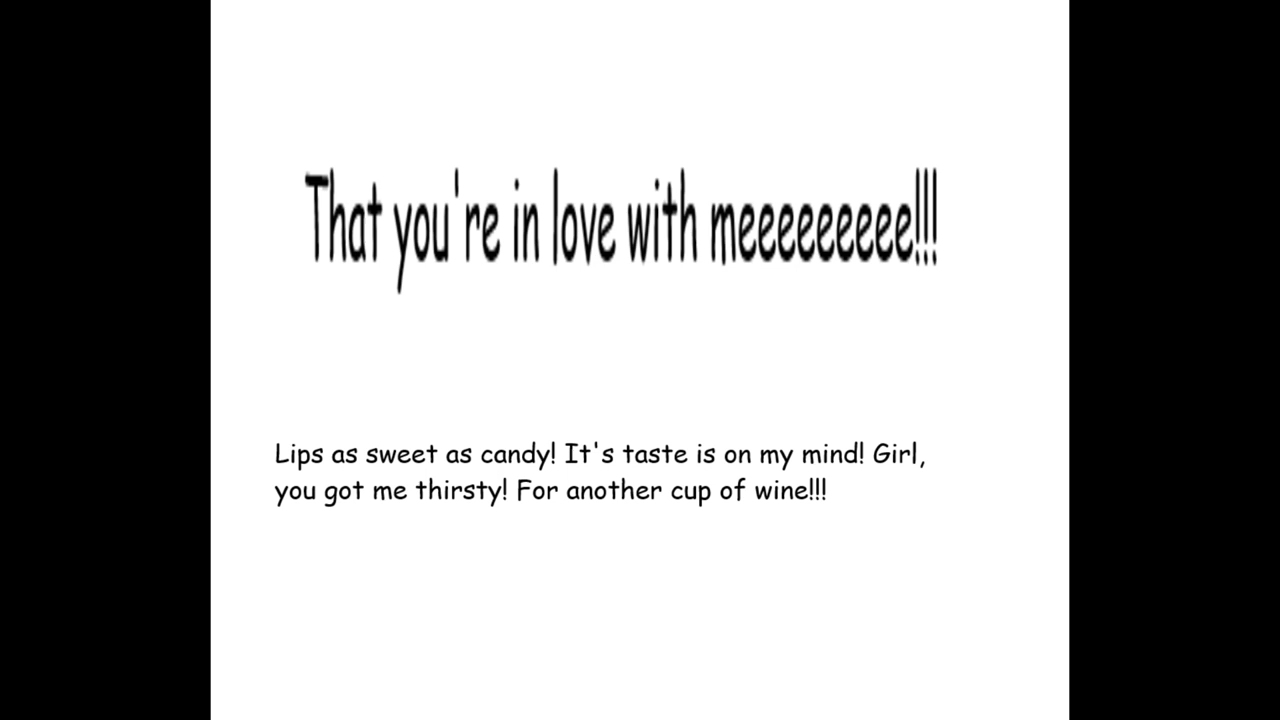 That you're in love with meeeeeeeee!!!
Lips as sweet as candy! It's taste is on my mind! Girl,
you got me thirsty! For another cup of wine!!!